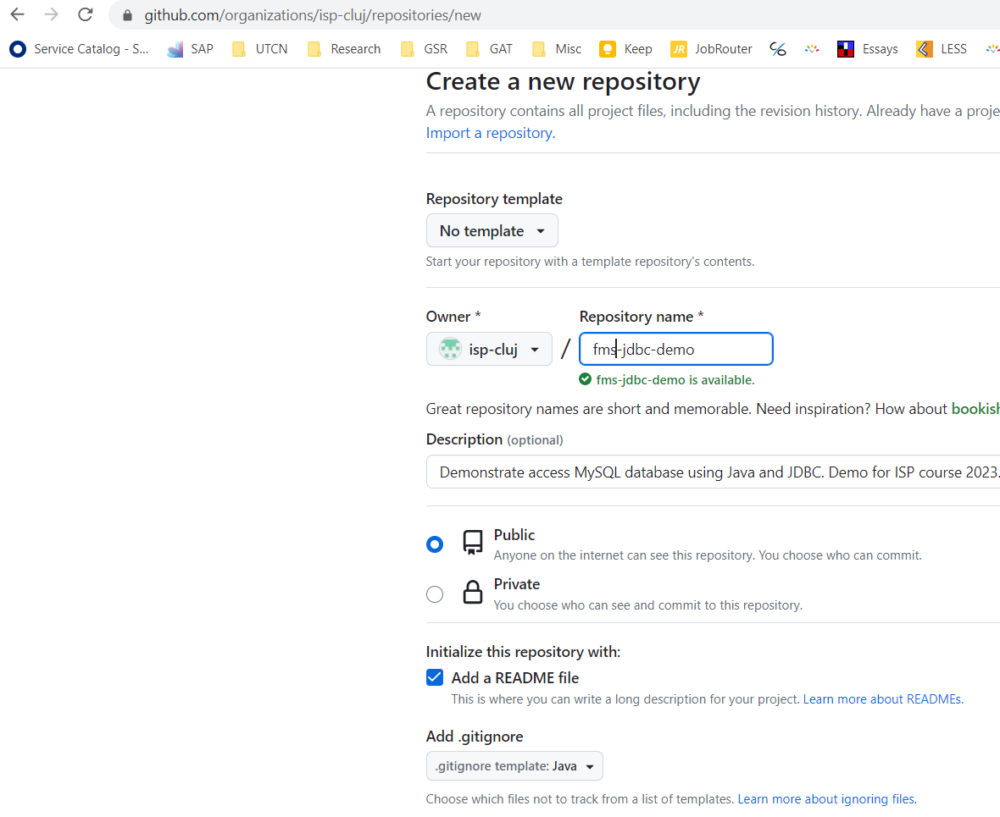 github.com/organizations/isp-cluj/repositories/new
Service Catalog - S... SAP UTCN Research GSR GAT Misc Keep JR JobRouter Essays LESS
Create a new repository
A repository contains all project files, including the revision history. Already have a proje
Import a repository.
Repository template
No template
Start your repository with a template repository's contents.
Owner * Repository name *
isp-cluj / fms-jdbc-demo
fms-jdbc-demo is available.
Great repository names are short and memorable. Need inspiration? How about bookish
Description (optional)
Demonstrate access MySQL database using Java and JDBC. Demo for ISP course 2023.
Public
Anyone on the internet can see this repository. You choose who can commit.
Private
You choose who can see and commit to this repository.
Initialize this repository with:
Add a README file
This is where you can write a long description for your project. Learn more about READMEs.
Add .gitignore
.gitignore template: Java
Choose which files not to track from a list of templates. Learn more about ignoring files.